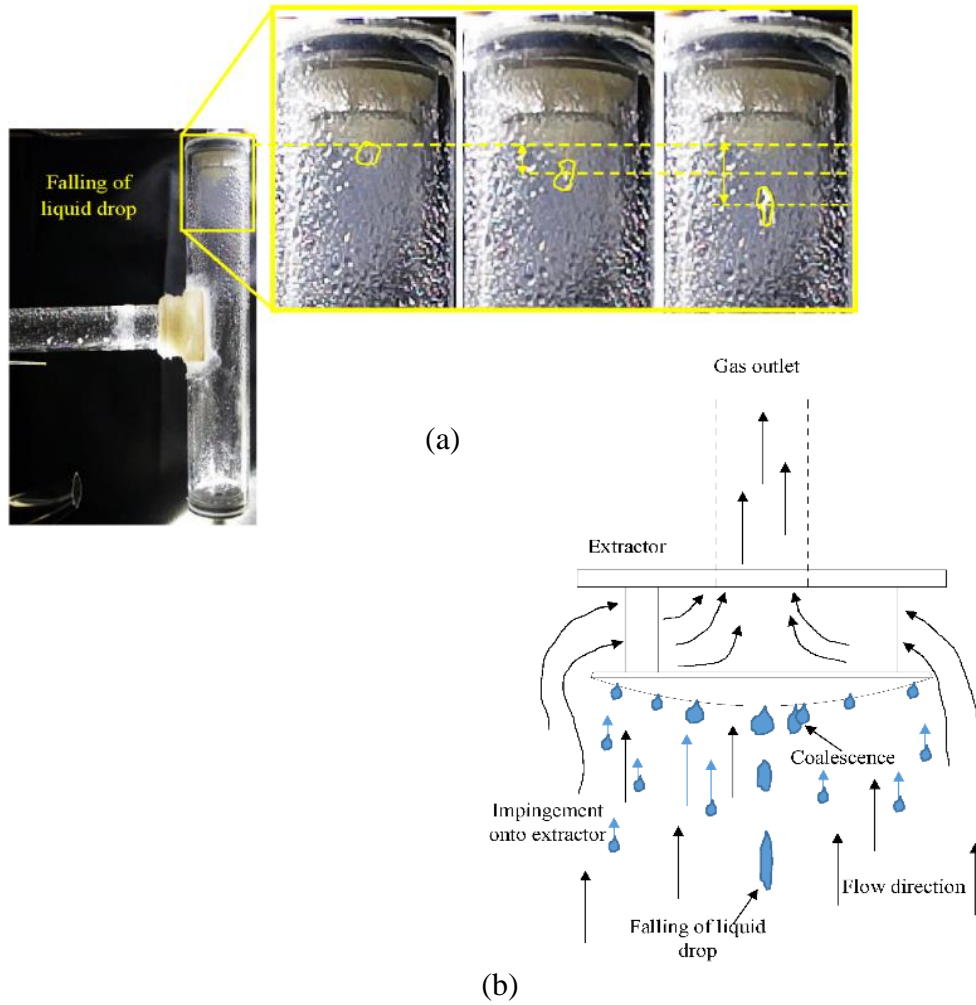 Falling of
liquid drop
(a)
Gas outlet
Extractor
Coalescence
Impingement
onto extractor
Flow direction
Falling of liquid
drop
(b)